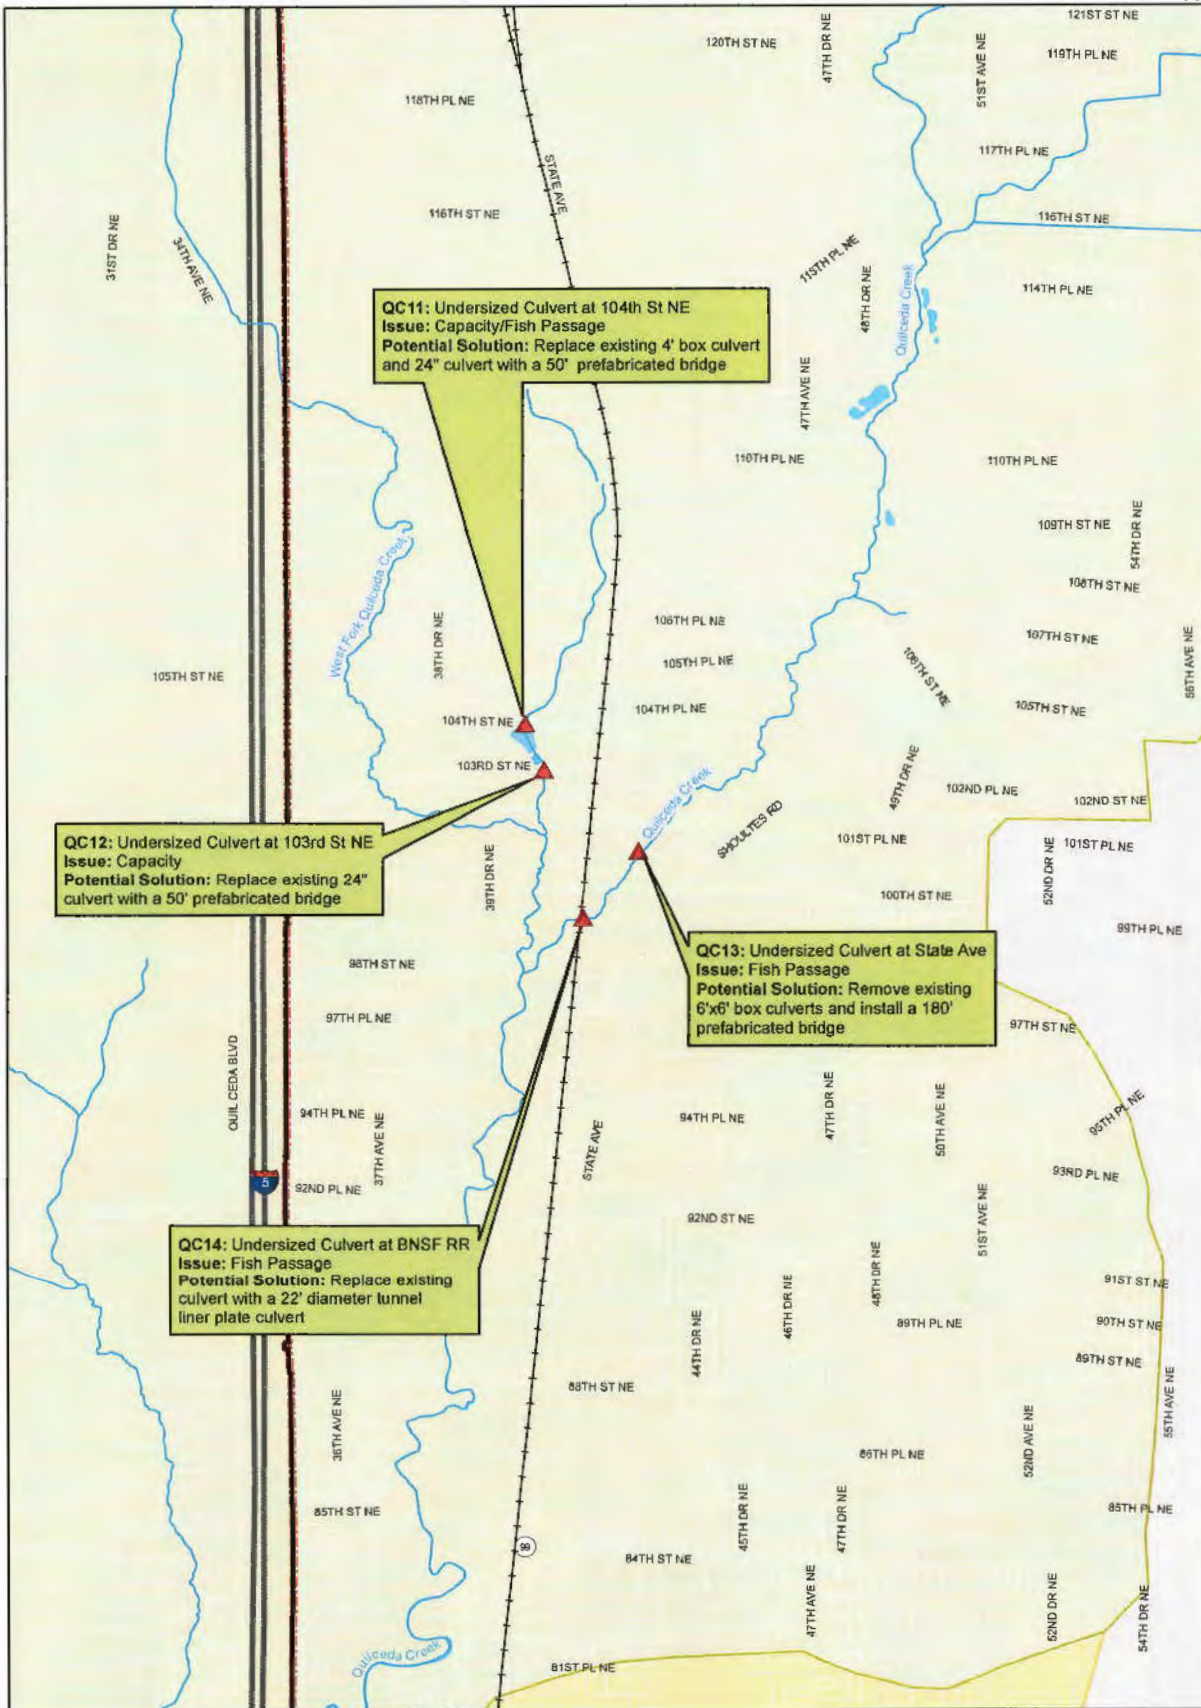 121ST ST NE
120TH ST NE
47TH DR NE
51ST AVE NE
119TH PL NE
118TH PL NE
117TH PL NE
STATE AVE
116TH ST NE
116TH ST NE
31ST DR NE
34TH AVE NE
115TH PL NE
48TH DR NE
Quilceda Creek
114TH PL NE
QC11: Undersized Culvert at 104th St NE
Issue: Capacity/Fish Passage
Potential Solution: Replace existing 4' box culvert
and 24" culvert with a 50' prefabricated bridge
47TH AVE NE
110TH PL NE
110TH PL NE
109TH ST NE
54TH DR NE
West Fork Quilceda Creek
108TH ST NE
38TH DR NE
106TH PL NE
107TH ST NE
56TH AVE NE
105TH ST NE
105TH PL NE
106TH ST NE
104TH ST NE
104TH PL NE
105TH ST NE
103RD ST NE
Quilceda Creek
49TH DR NE
102ND PL NE
102ND ST NE
SHOULTES RD
QC12: Undersized Culvert at 103rd St NE
Issue: Capacity
Potential Solution: Replace existing 24"
culvert with a 50' prefabricated bridge
101ST PL NE
101ST PL NE
39TH DR NE
52ND DR NE
100TH ST NE
99TH PL NE
98TH ST NE
QC13: Undersized Culvert at State Ave
Issue: Fish Passage
Potential Solution: Remove existing
6'x6' box culverts and install a 180'
prefabricated bridge
97TH PL NE
97TH ST NE
QUIL CEDA BLVD
94TH PL NE
37TH AVE NE
94TH PL NE
47TH DR NE
50TH AVE NE
95TH PL NE
STATE AVE
5
92ND PL NE
93RD PL NE
92ND ST NE
51ST AVE NE
QC14: Undersized Culvert at BNSF RR
Issue: Fish Passage
Potential Solution: Replace existing
culvert with a 22' diameter tunnel
liner plate culvert
48TH DR NE
91ST ST NE
46TH DR NE
44TH DR NE
89TH PL NE
90TH ST NE
89TH ST NE
88TH ST NE
55TH AVE NE
36TH AVE NE
52ND AVE NE
86TH PL NE
85TH ST NE
45TH DR NE
47TH DR NE
85TH PL NE
99
84TH ST NE
47TH AVE NE
52ND DR NE
54TH DR NE
Quilceda Creek
81ST PL NE